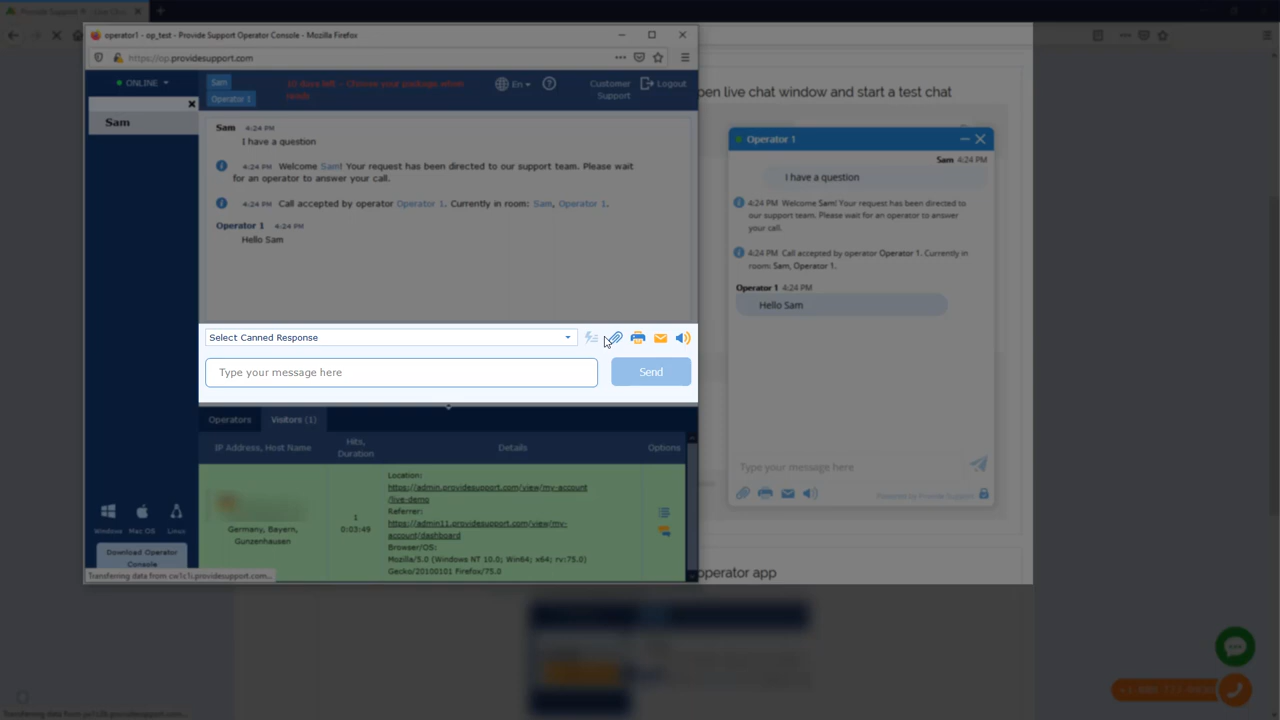 Provide Support
operator1 - op_test - Provide Support Operator Console - Mozilla Firefox
https://op.providesupport.com
ONLINE
Sam
Operator 1
10 days left - Choose your package when
ready
En
Customer
Support
Logout
Sam
Sam 4:24 PM
I have a question
4:24 PM Welcome Sam! Your request has been directed to our support team. Please wait
for an operator to answer your call.
4:24 PM Call accepted by operator Operator 1. Currently in room: Sam, Operator 1.
Operator 1 4:24 PM
Hello Sam
Select Canned Response
Type your message here
Send
Operators
Visitors (1)
IP Address, Host Name
Hits,
Duration
Details
Options
Germany, Bayern,
Gunzenhausen
1
0:03:49
Location:
https://admin.providesupport.com/view/my-account
/live-demo
Referrer:
https://admin11.providesupport.com/view/my-
account/dashboard
Browser/OS:
Mozilla/5.0 (Windows NT 10.0; Win64; x64; rv:75.0)
Gecko/20100101 Firefox/75.0
Windows
Mac OS
Linux
Download Operator
Console
pen live chat window and start a test chat
Operator 1
Sam 4:24 PM
I have a question
4:24 PM Welcome Sam! Your request has been directed to
our support team. Please wait for an operator to answer
your call.
4:24 PM Call accepted by operator Operator 1. Currently in
room: Sam, Operator 1.
Operator 1 4:24 PM
Hello Sam
Type your message here
Powered by Provide Support
operator app